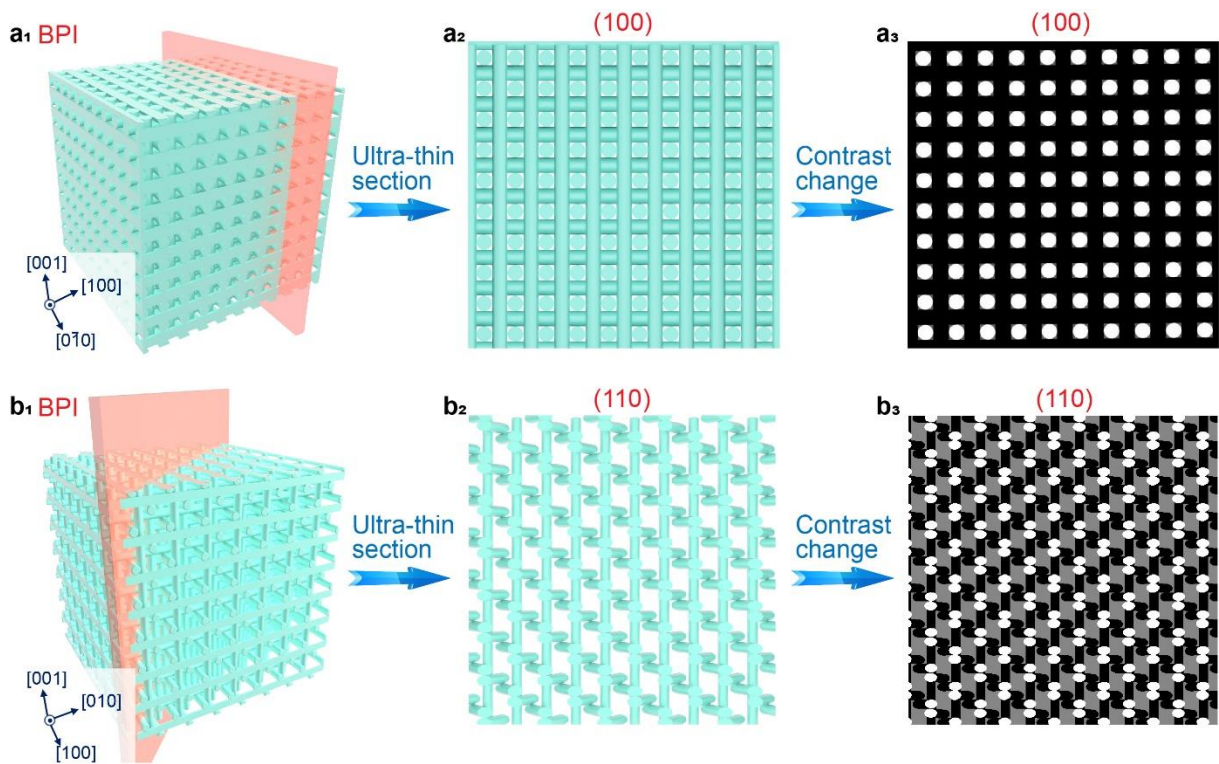 a₁ BPI
a₂
(100)
a₃
(100)
Ultra-thin
section
Contrast
change
[001]
[100]
[01̄0]
b₁ BPI
b₂
(110)
b₃
(110)
Ultra-thin
section
Contrast
change
[001]
[010]
[100]